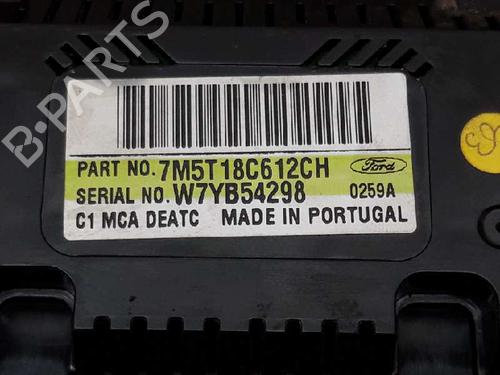 B-PARTS
PART NO. 7M5T18C612CH
Ford
SERIAL NO. W7YB54298 0259A
C1 MCA DEATC MADE IN PORTUGAL